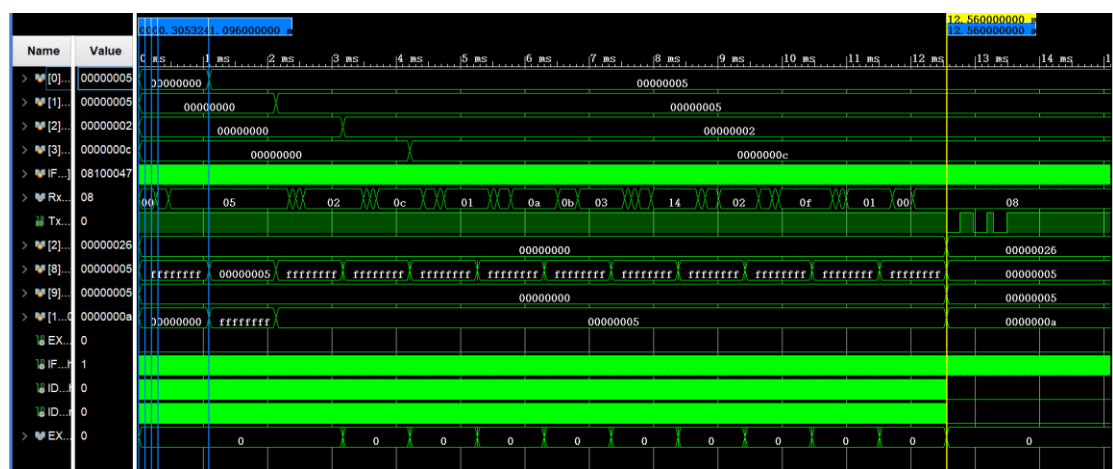 12.560000000
0000.3053241.096000000
12.560000000
Name Value
0 ms 1 ms 2 ms 3 ms 4 ms 5 ms 6 ms 7 ms 8 ms 9 ms 10 ms 11 ms 12 ms 13 ms 14 ms
[0]... 00000005 00000000 00000005
[1]... 00000005 00000000 00000005
[2]... 00000002 00000000 00000002
[3]... 0000000c 00000000 0000000c
IF...] 08100047
Rx... 08 00 05 02 0c 01 0a 0b 03 14 02 0f 01 00 08
Tx... 0
[2]... 00000026 00000000 00000026
[8]... 00000005 ffffffff 00000005 ffffffff ffffffff ffffffff ffffffff ffffffff ffffffff ffffffff ffffffff ffffffff ffffffff 00000005
[9]... 00000005 00000000 00000005
[1...0 0000000a 00000000 ffffffff 00000005 0000000a
EX... 0
IF...h 1
ID...h 0
ID...r 0
EX... 0 0 0 0 0 0 0 0 0 0 0 0